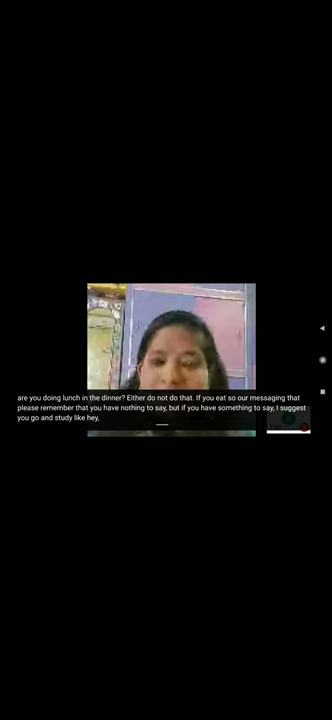 are you doing lunch in the dinner? Either do not do that. If you eat so our messaging that
please remember that you have nothing to say, but if you have something to say, I suggest
you go and study like hey,